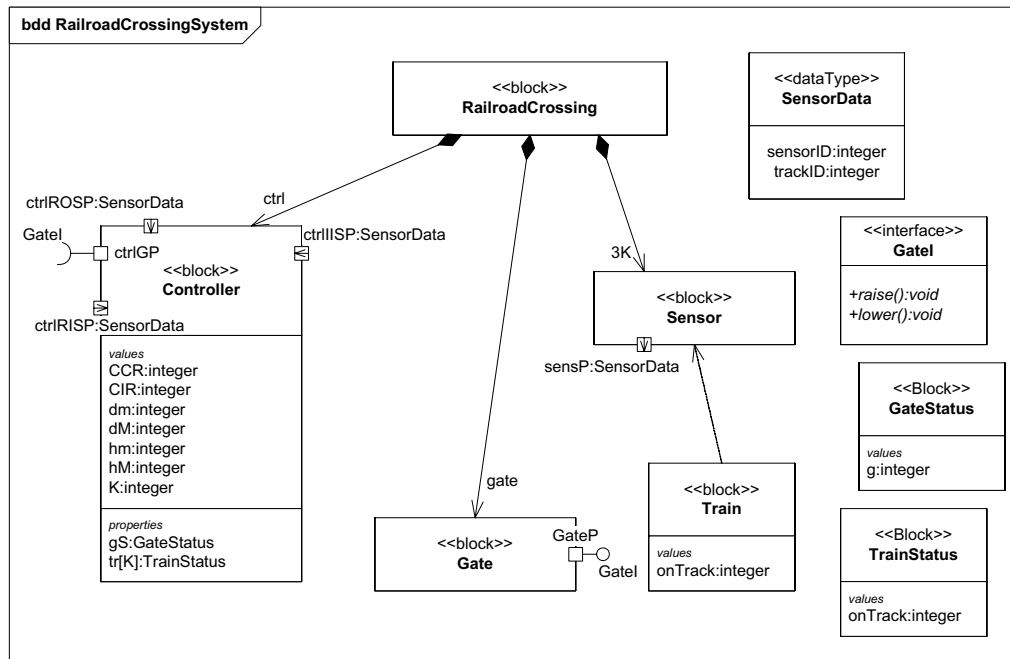 bdd RailroadCrossingSystem
<<block>>
RailroadCrossing
<<dataType>>
SensorData
sensorID:integer
trackID:integer
ctrl
ctrlROSP:SensorData
GateI
ctrlGP
ctrlIISP:SensorData
<<block>>
Controller
ctrlRISP:SensorData
values
CCR:integer
CIR:integer
dm:integer
dM:integer
hm:integer
hM:integer
K:integer
properties
gS:GateStatus
tr[K]:TrainStatus
3K
<<block>>
Sensor
sensP:SensorData
<<interface>>
GateI
+raise():void
+lower():void
<<Block>>
GateStatus
values
g:integer
gate
<<block>>
Gate
GateP
GateI
<<block>>
Train
values
onTrack:integer
<<Block>>
TrainStatus
values
onTrack:integer